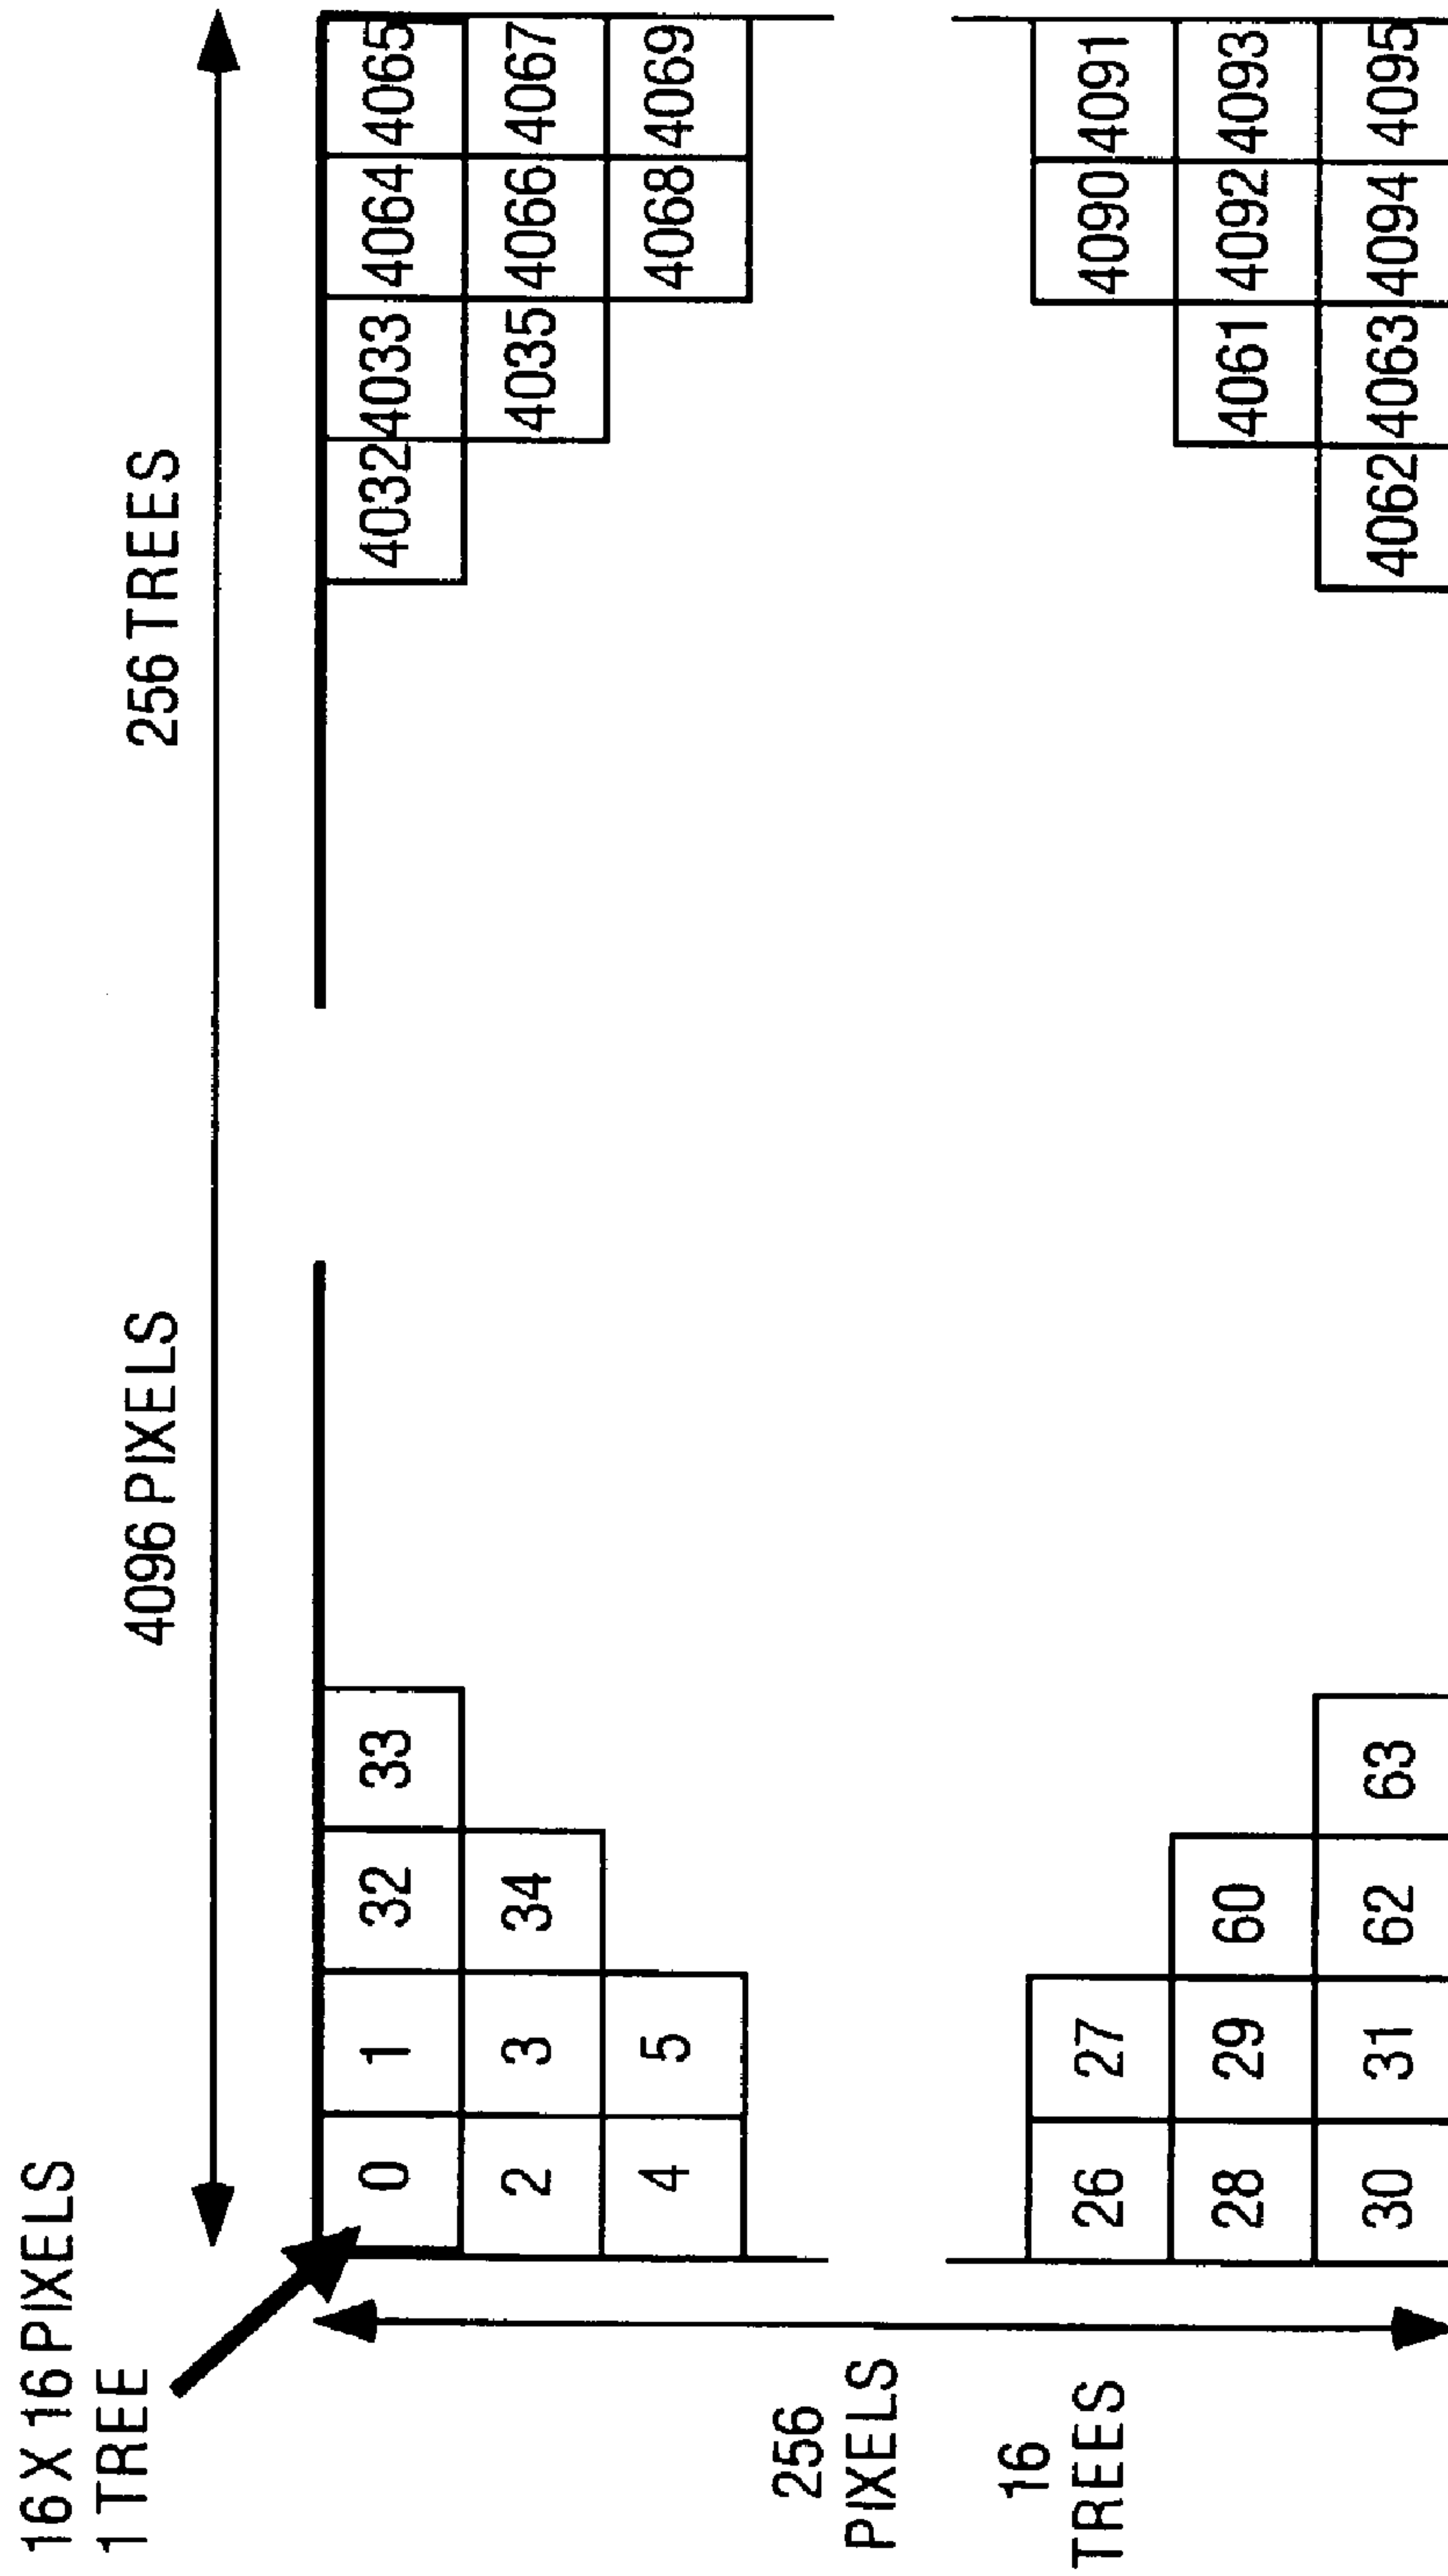 16 X 16 PIXELS
1 TREE
4096 PIXELS
256 TREES
0 1 32 33
4032 4033 4064 4065
2 3 34
4035 4066 4067
4 5
4068 4069
256
PIXELS
16
TREES
26 27
4090 4091
28 29 60
4061 4092 4093
30 31 62 63
4062 4063 4094 4095